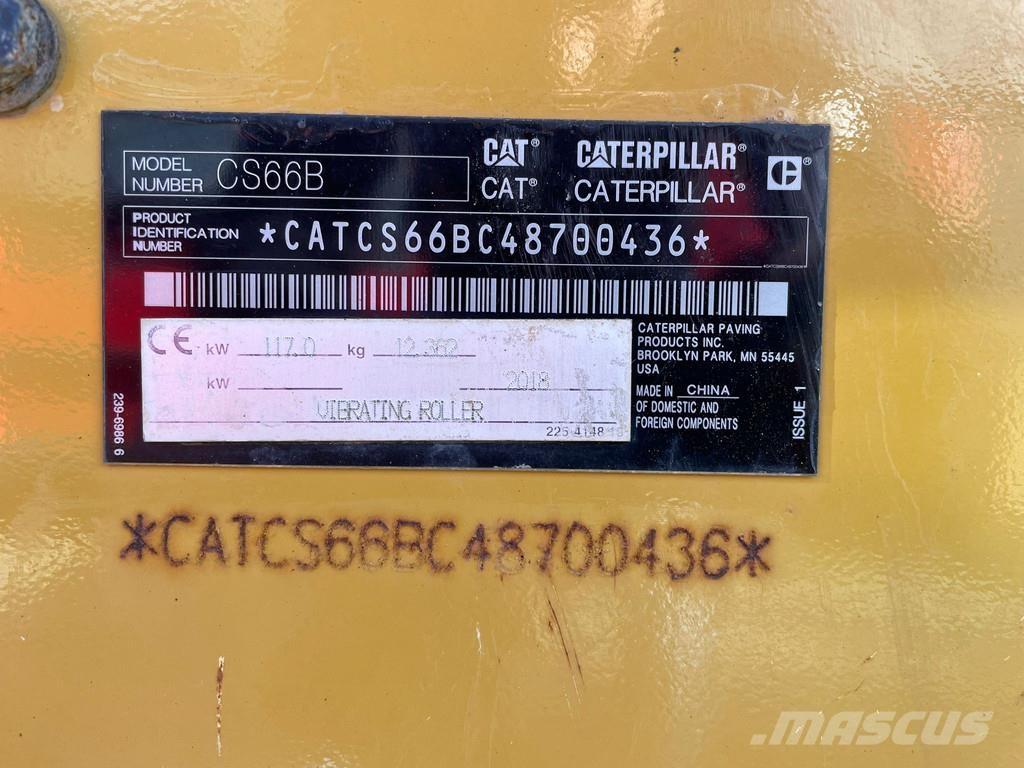 MODEL NUMBER CS66B
CAT® CATERPILLAR®
CAT® CATERPILLAR®
PRODUCT
IDENTIFICATION
NUMBER
*CATCS66BC48700436*
*CATCS66BC48700436*
CE kW 117.0 kg 12.362
kW 2018
VIBRATING ROLLER
225-4148
CATERPILLAR PAVING
PRODUCTS INC.
BROOKLYN PARK, MN 55445
USA
MADE IN CHINA
OF DOMESTIC AND
FOREIGN COMPONENTS
ISSUE 1
239-6986 6
*CATCS66BC48700436*
MASCUS